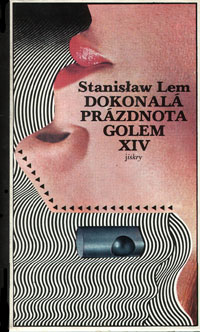 Stanisław Lem
DOKONALÁ
PRÁZDNOTA
GOLEM
XIV
jiskry